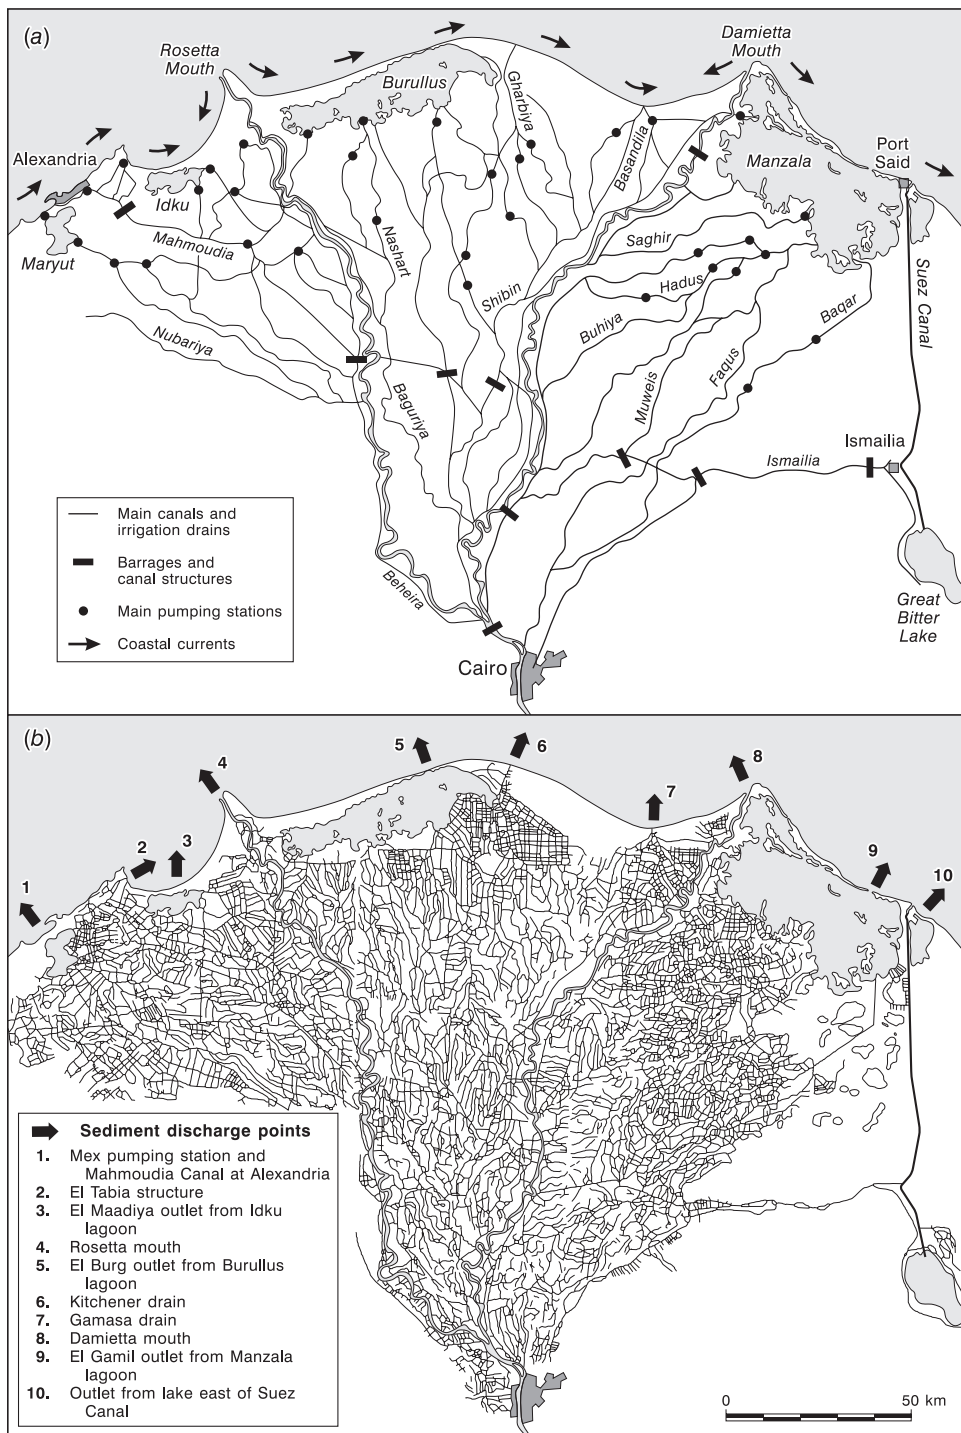 (a)
Rosetta
Mouth
Damietta
Mouth
Burullus
Gharbiya
Basandila
Manzala
Port
Said
Alexandria
Idku
Mahmoudia
Maryut
Nashart
Saghir
Hadus
Shibin
Buhiya
Baqar
Suez Canal
Nubariya
Baguriya
Muweis
Faqus
Ismailia
Ismailia
Main canals and
irrigation drains
Barrages and
canal structures
Main pumping stations
Coastal currents
Beheira
Great
Bitter
Lake
Cairo
(b)
5
6
4
8
7
2
3
9
1
10
Sediment discharge points
1. Mex pumping station and
Mahmoudia Canal at Alexandria
2. El Tabia structure
3. El Maadiya outlet from Idku
lagoon
4. Rosetta mouth
5. El Burg outlet from Burullus
lagoon
6. Kitchener drain
7. Gamasa drain
8. Damietta mouth
9. El Gamil outlet from Manzala
lagoon
10. Outlet from lake east of Suez
Canal
0 50 km